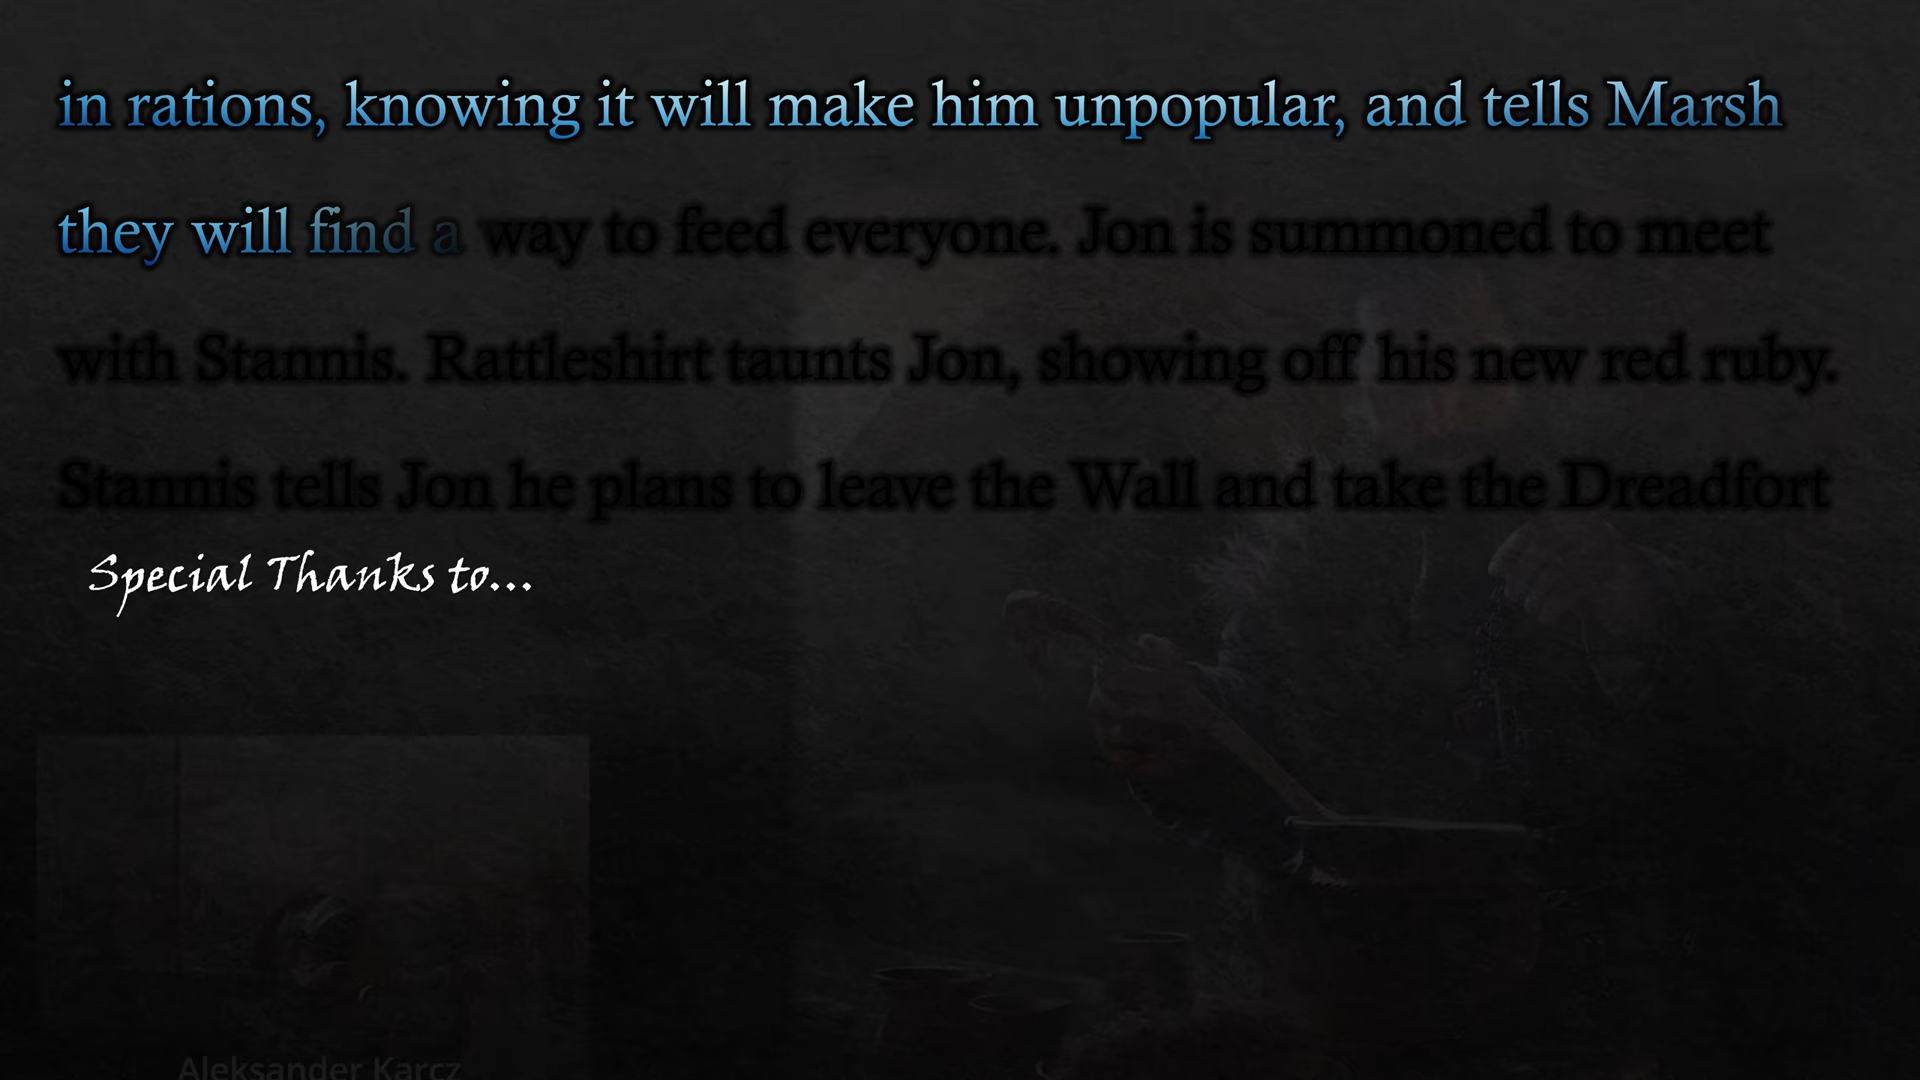 in rations, knowing it will make him unpopular, and tells Marsh
they will find a way to feed everyone. Jon is summoned to meet
with Stannis. Rattleshirt taunts Jon, showing off his new red ruby.
Stannis tells Jon he plans to leave the Wall and take the Dreadfort
Special Thanks to...
Aleksander Karcz